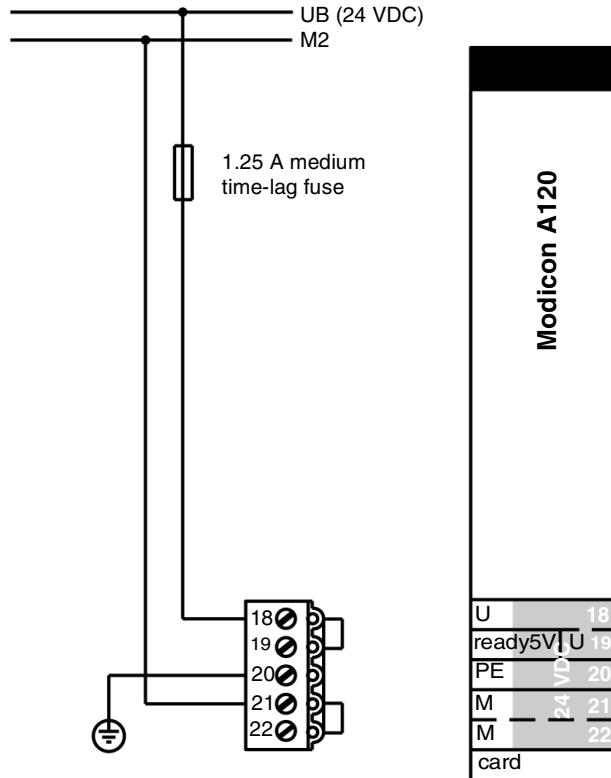 UB (24 VDC)
M2
1.25 A medium
time-lag fuse
18
19
20
21
22
Modicon A120
U 18
ready5V U 19
PE 20
M 21
M 22
24 VDC
card